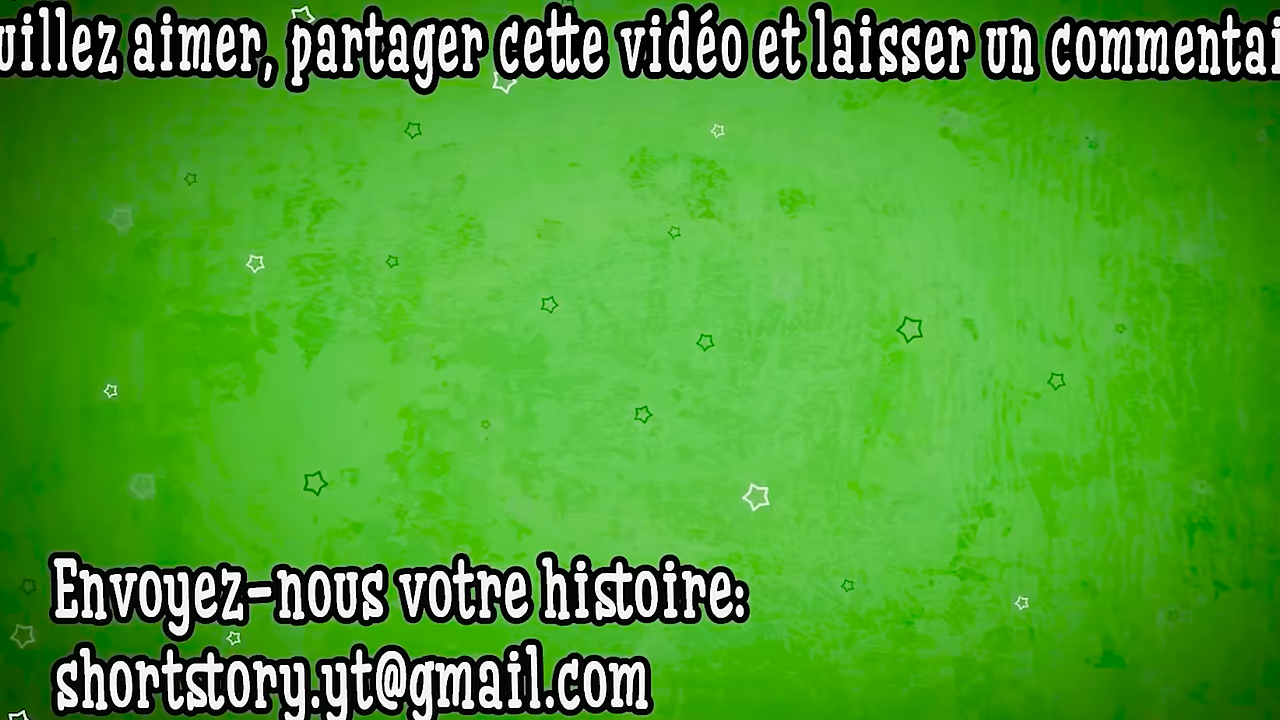 uillez aimer, partager cette vidéo et laisser un commentai
Envoyez-nous votre histoire:
shortstory.yt@gmail.com